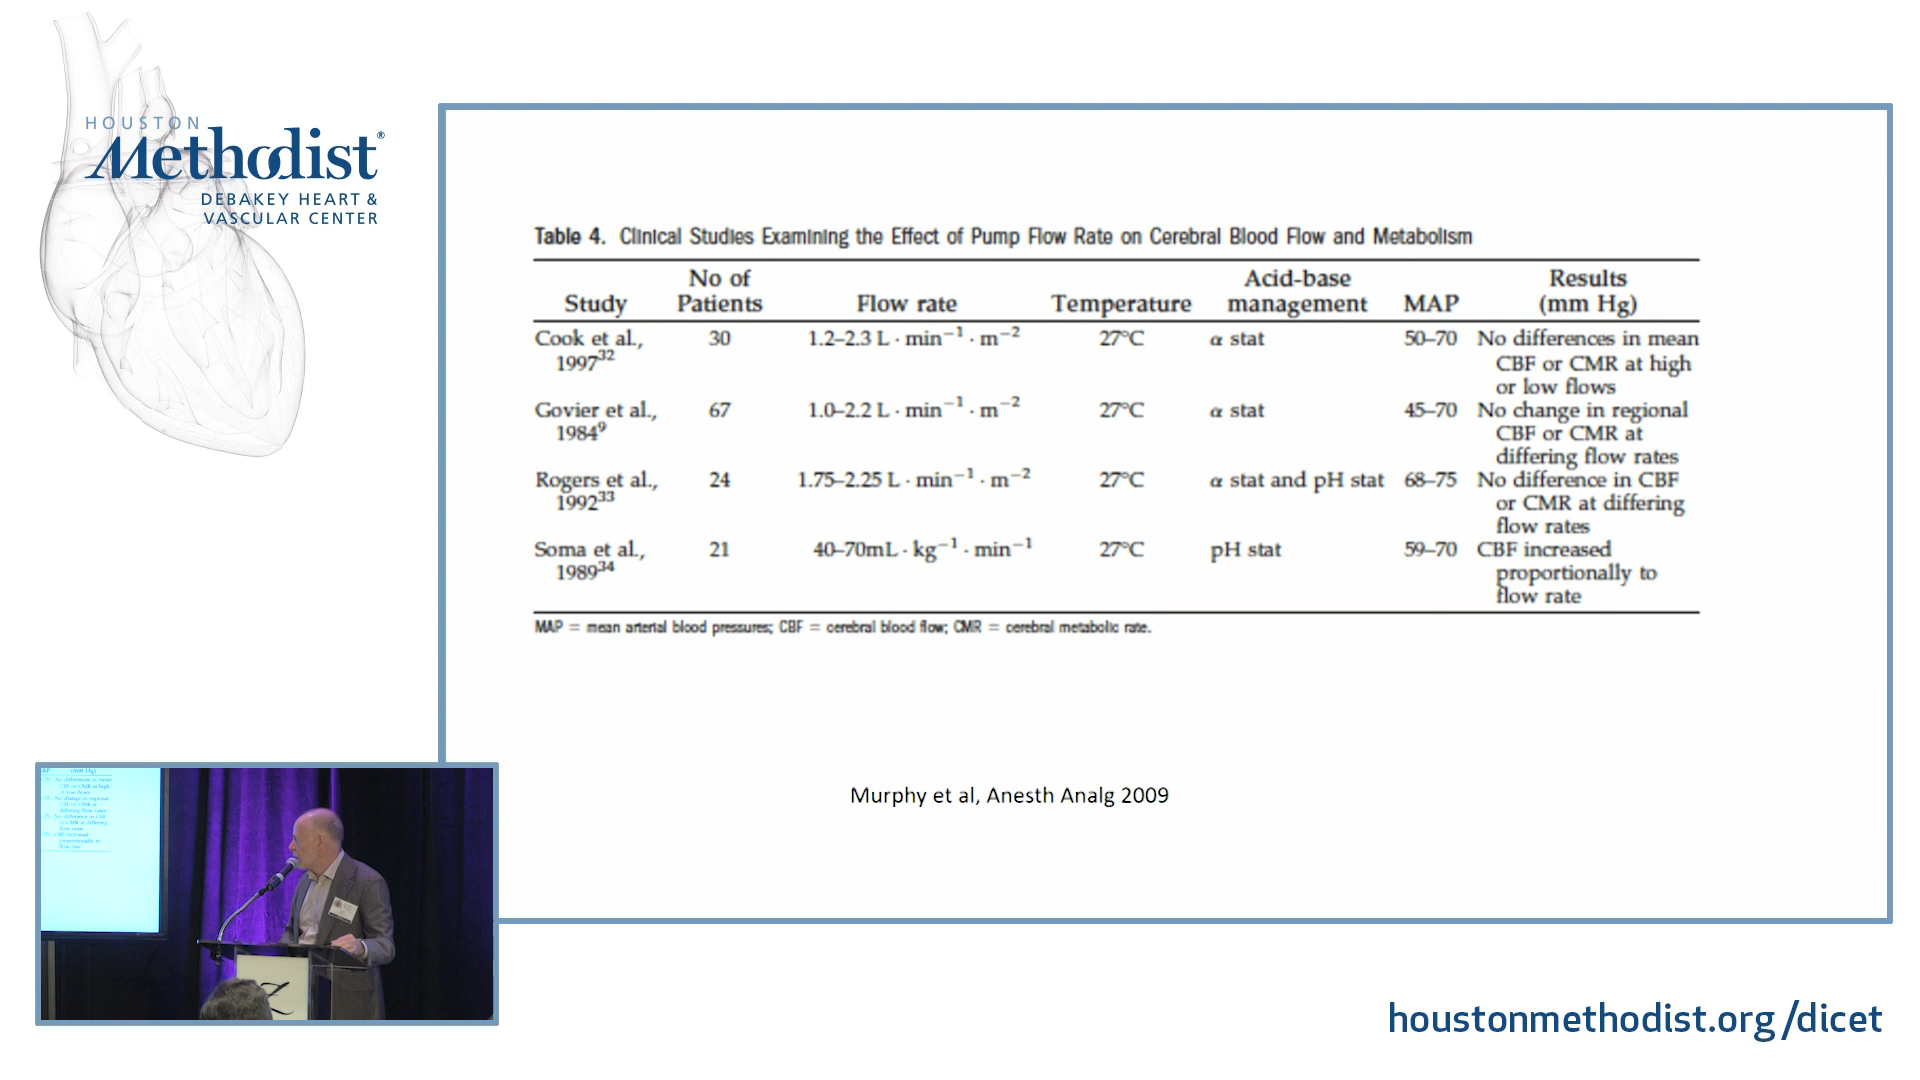 HOUSTON
Methodist®
DEBAKEY HEART &
VASCULAR CENTER
Table 4. Clinical Studies Examining the Effect of Pump Flow Rate on Cerebral Blood Flow and Metabolism
Study No of Patients Flow rate Temperature Acid-base management MAP Results (mm Hg)
Cook et al., 30 1.2–2.3 L · min⁻¹ · m⁻² 27°C α stat 50–70 No differences in mean
1997³² CBF or CMR at high
or low flows
Govier et al., 67 1.0–2.2 L · min⁻¹ · m⁻² 27°C α stat 45–70 No change in regional
1984⁹ CBF or CMR at
differing flow rates
Rogers et al., 24 1.75–2.25 L · min⁻¹ · m⁻² 27°C α stat and pH stat 68–75 No difference in CBF
1992³³ or CMR at differing
flow rates
Soma et al., 21 40–70mL · kg⁻¹ · min⁻¹ 27°C pH stat 59–70 CBF increased
1989³⁴ proportionally to
flow rate
MAP = mean arterial blood pressures; CBF = cerebral blood flow; CMR = cerebral metabolic rate.
Murphy et al, Anesth Analg 2009
houstonmethodist.org/dicet